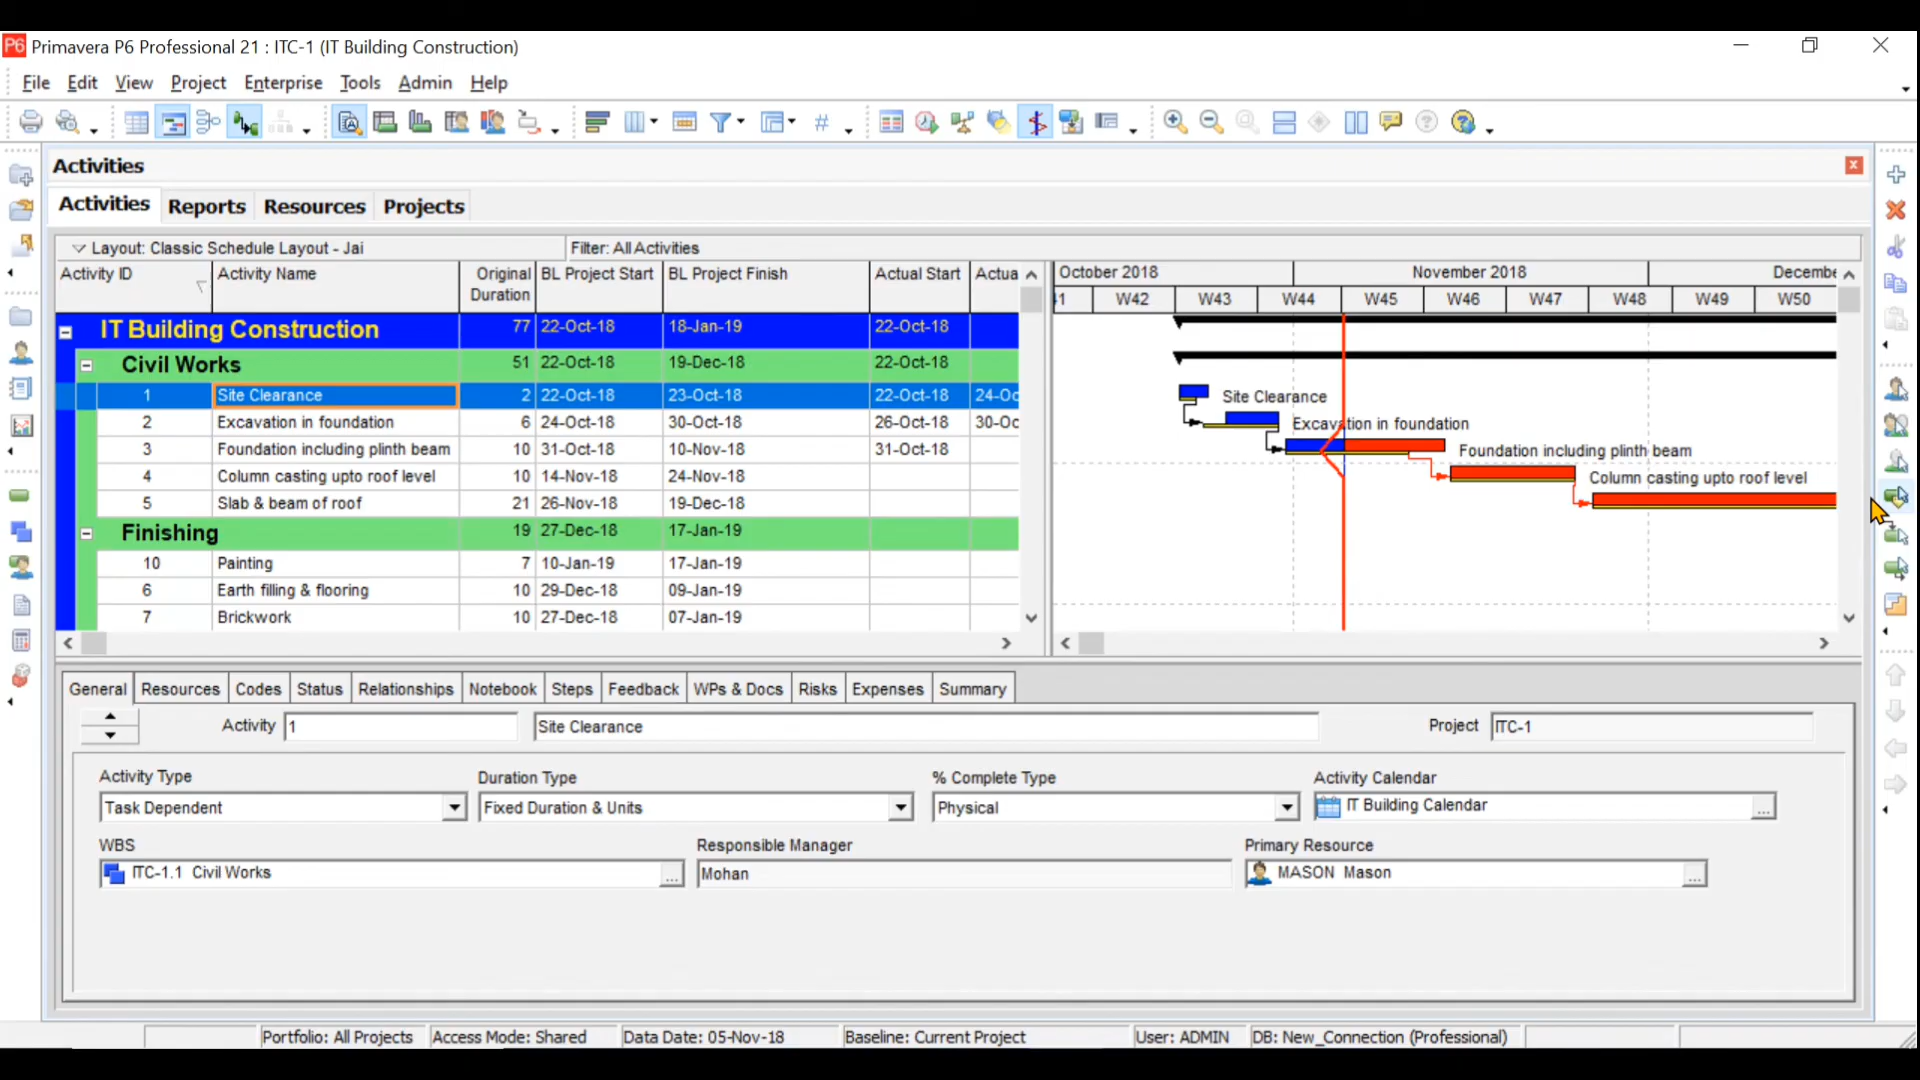 P6 Primavera P6 Professional 21 : ITC-1 (IT Building Construction)
File Edit View Project Enterprise Tools Admin Help
Activities
Activities Reports Resources Projects
Layout: Classic Schedule Layout - Jai Filter: All Activities
Activity ID Activity Name Original Duration BL Project Start BL Project Finish Actual Start Actua
October 2018 November 2018 Decembe
41 W42 W43 W44 W45 W46 W47 W48 W49 W50
IT Building Construction 77 22-Oct-18 18-Jan-19 22-Oct-18
Civil Works 51 22-Oct-18 19-Dec-18 22-Oct-18
1 Site Clearance 2 22-Oct-18 23-Oct-18 22-Oct-18 24-Oc
2 Excavation in foundation 6 24-Oct-18 30-Oct-18 26-Oct-18 30-Oc
3 Foundation including plinth beam 10 31-Oct-18 10-Nov-18 31-Oct-18
4 Column casting upto roof level 10 14-Nov-18 24-Nov-18
5 Slab & beam of roof 21 26-Nov-18 19-Dec-18
Finishing 19 27-Dec-18 17-Jan-19
10 Painting 7 10-Jan-19 17-Jan-19
6 Earth filling & flooring 10 29-Dec-18 09-Jan-19
7 Brickwork 10 27-Dec-18 07-Jan-19
Site Clearance
Excavation in foundation
Foundation including plinth beam
Column casting upto roof level
General Resources Codes Status Relationships Notebook Steps Feedback WPs & Docs Risks Expenses Summary
Activity 1 Site Clearance Project ITC-1
Activity Type Duration Type % Complete Type Activity Calendar
Task Dependent Fixed Duration & Units Physical IT Building Calendar ...
WBS Responsible Manager Primary Resource
ITC-1.1 Civil Works ... Mohan MASON Mason ...
Portfolio: All Projects Access Mode: Shared Data Date: 05-Nov-18 Baseline: Current Project User: ADMIN DB: New_Connection (Professional)